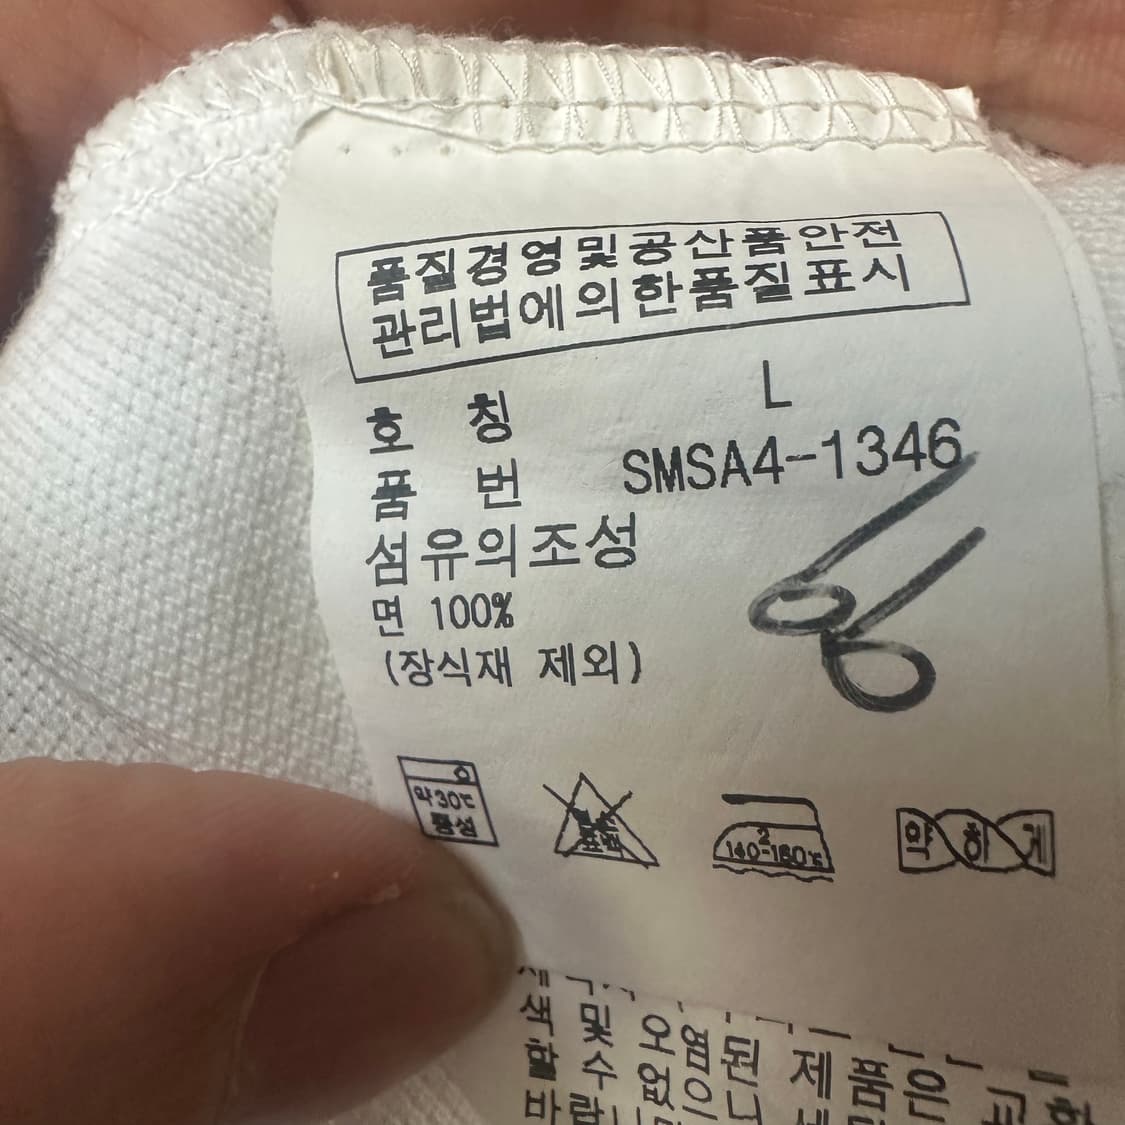 품질경영및공산품안전
관리법에의한품질표시
호 칭 L
품 번 SMSA4-1346
섬유의조성
면 100%
(장식재 제외)
약30℃
중성
2
140-160℃
약하게
색 및 오염된 제품은
할 수 없으니